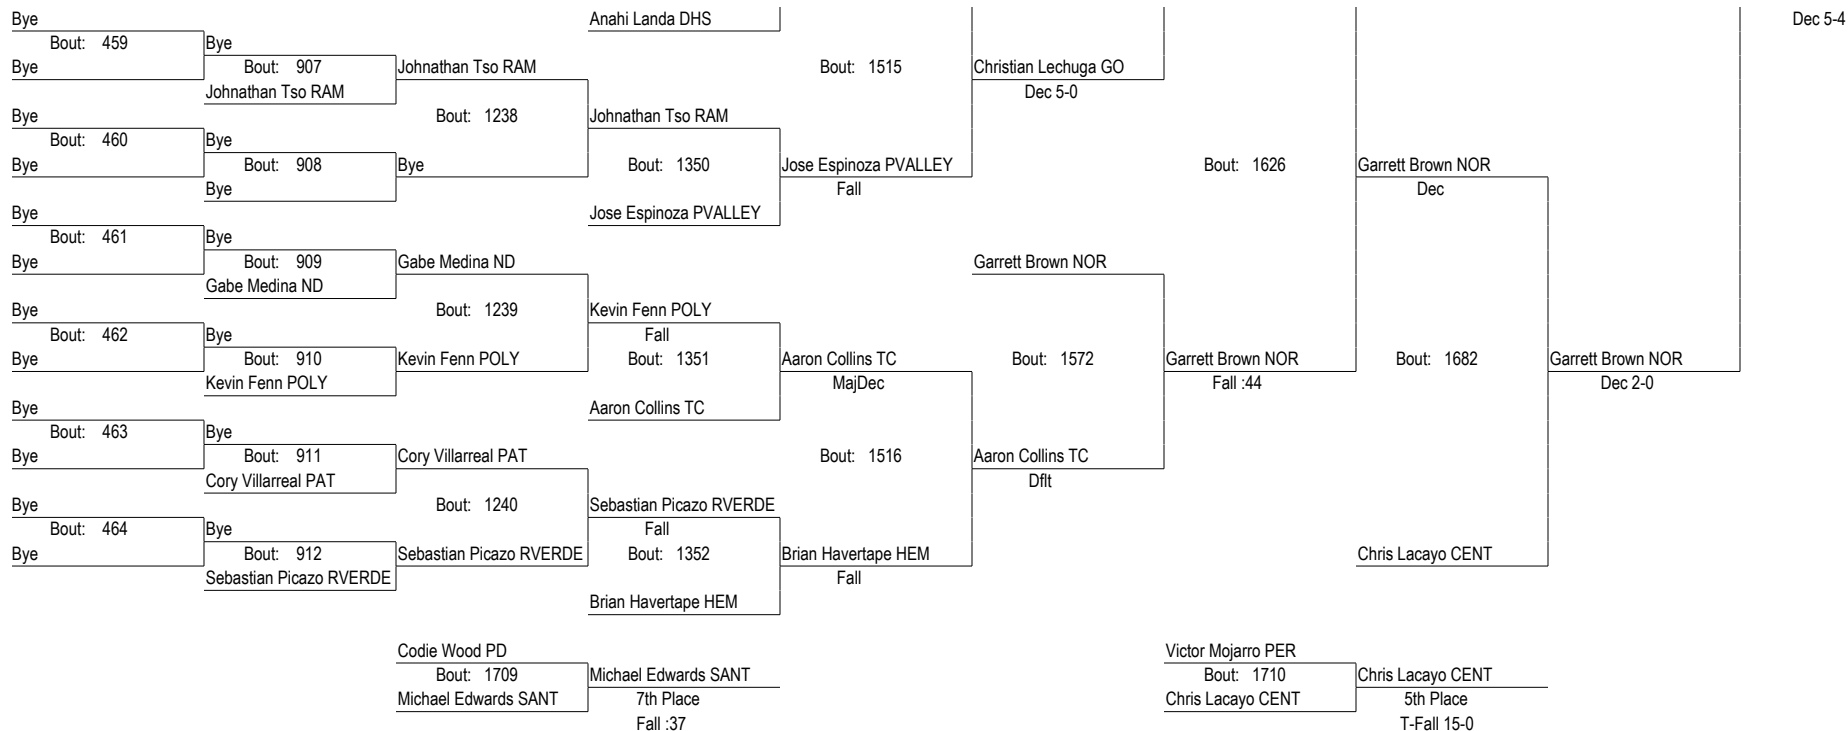 Bye Anahi Landa DHS Dec 5-4
Bout: 459 Bye
Bye Bout: 907 Johnathan Tso RAM Bout: 1515 Christian Lechuga GO
Johnathan Tso RAM Dec 5-0
Bye Bout: 1238 Johnathan Tso RAM
Bout: 460 Bye
Bye Bout: 908 Bye Bout: 1350 Jose Espinoza PVALLEY Bout: 1626 Garrett Brown NOR
Bye Fall Dec
Bye Jose Espinoza PVALLEY
Bout: 461 Bye
Bye Bout: 909 Gabe Medina ND Garrett Brown NOR
Gabe Medina ND
Bye Bout: 1239 Kevin Fenn POLY
Bout: 462 Bye Fall
Bye Bout: 910 Kevin Fenn POLY Bout: 1351 Aaron Collins TC Bout: 1572 Garrett Brown NOR Bout: 1682 Garrett Brown NOR
Kevin Fenn POLY MajDec Fall :44 Dec 2-0
Bye Aaron Collins TC
Bout: 463 Bye
Bye Bout: 911 Cory Villarreal PAT Bout: 1516 Aaron Collins TC
Cory Villarreal PAT Dflt
Bye Bout: 1240 Sebastian Picazo RVERDE
Bout: 464 Bye Fall
Bye Bout: 912 Sebastian Picazo RVERDE Bout: 1352 Brian Havertape HEM Chris Lacayo CENT
Sebastian Picazo RVERDE Fall
Brian Havertape HEM
Codie Wood PD Victor Mojarro PER
Bout: 1709 Michael Edwards SANT Bout: 1710 Chris Lacayo CENT
Michael Edwards SANT 7th Place Chris Lacayo CENT 5th Place
Fall :37 T-Fall 15-0